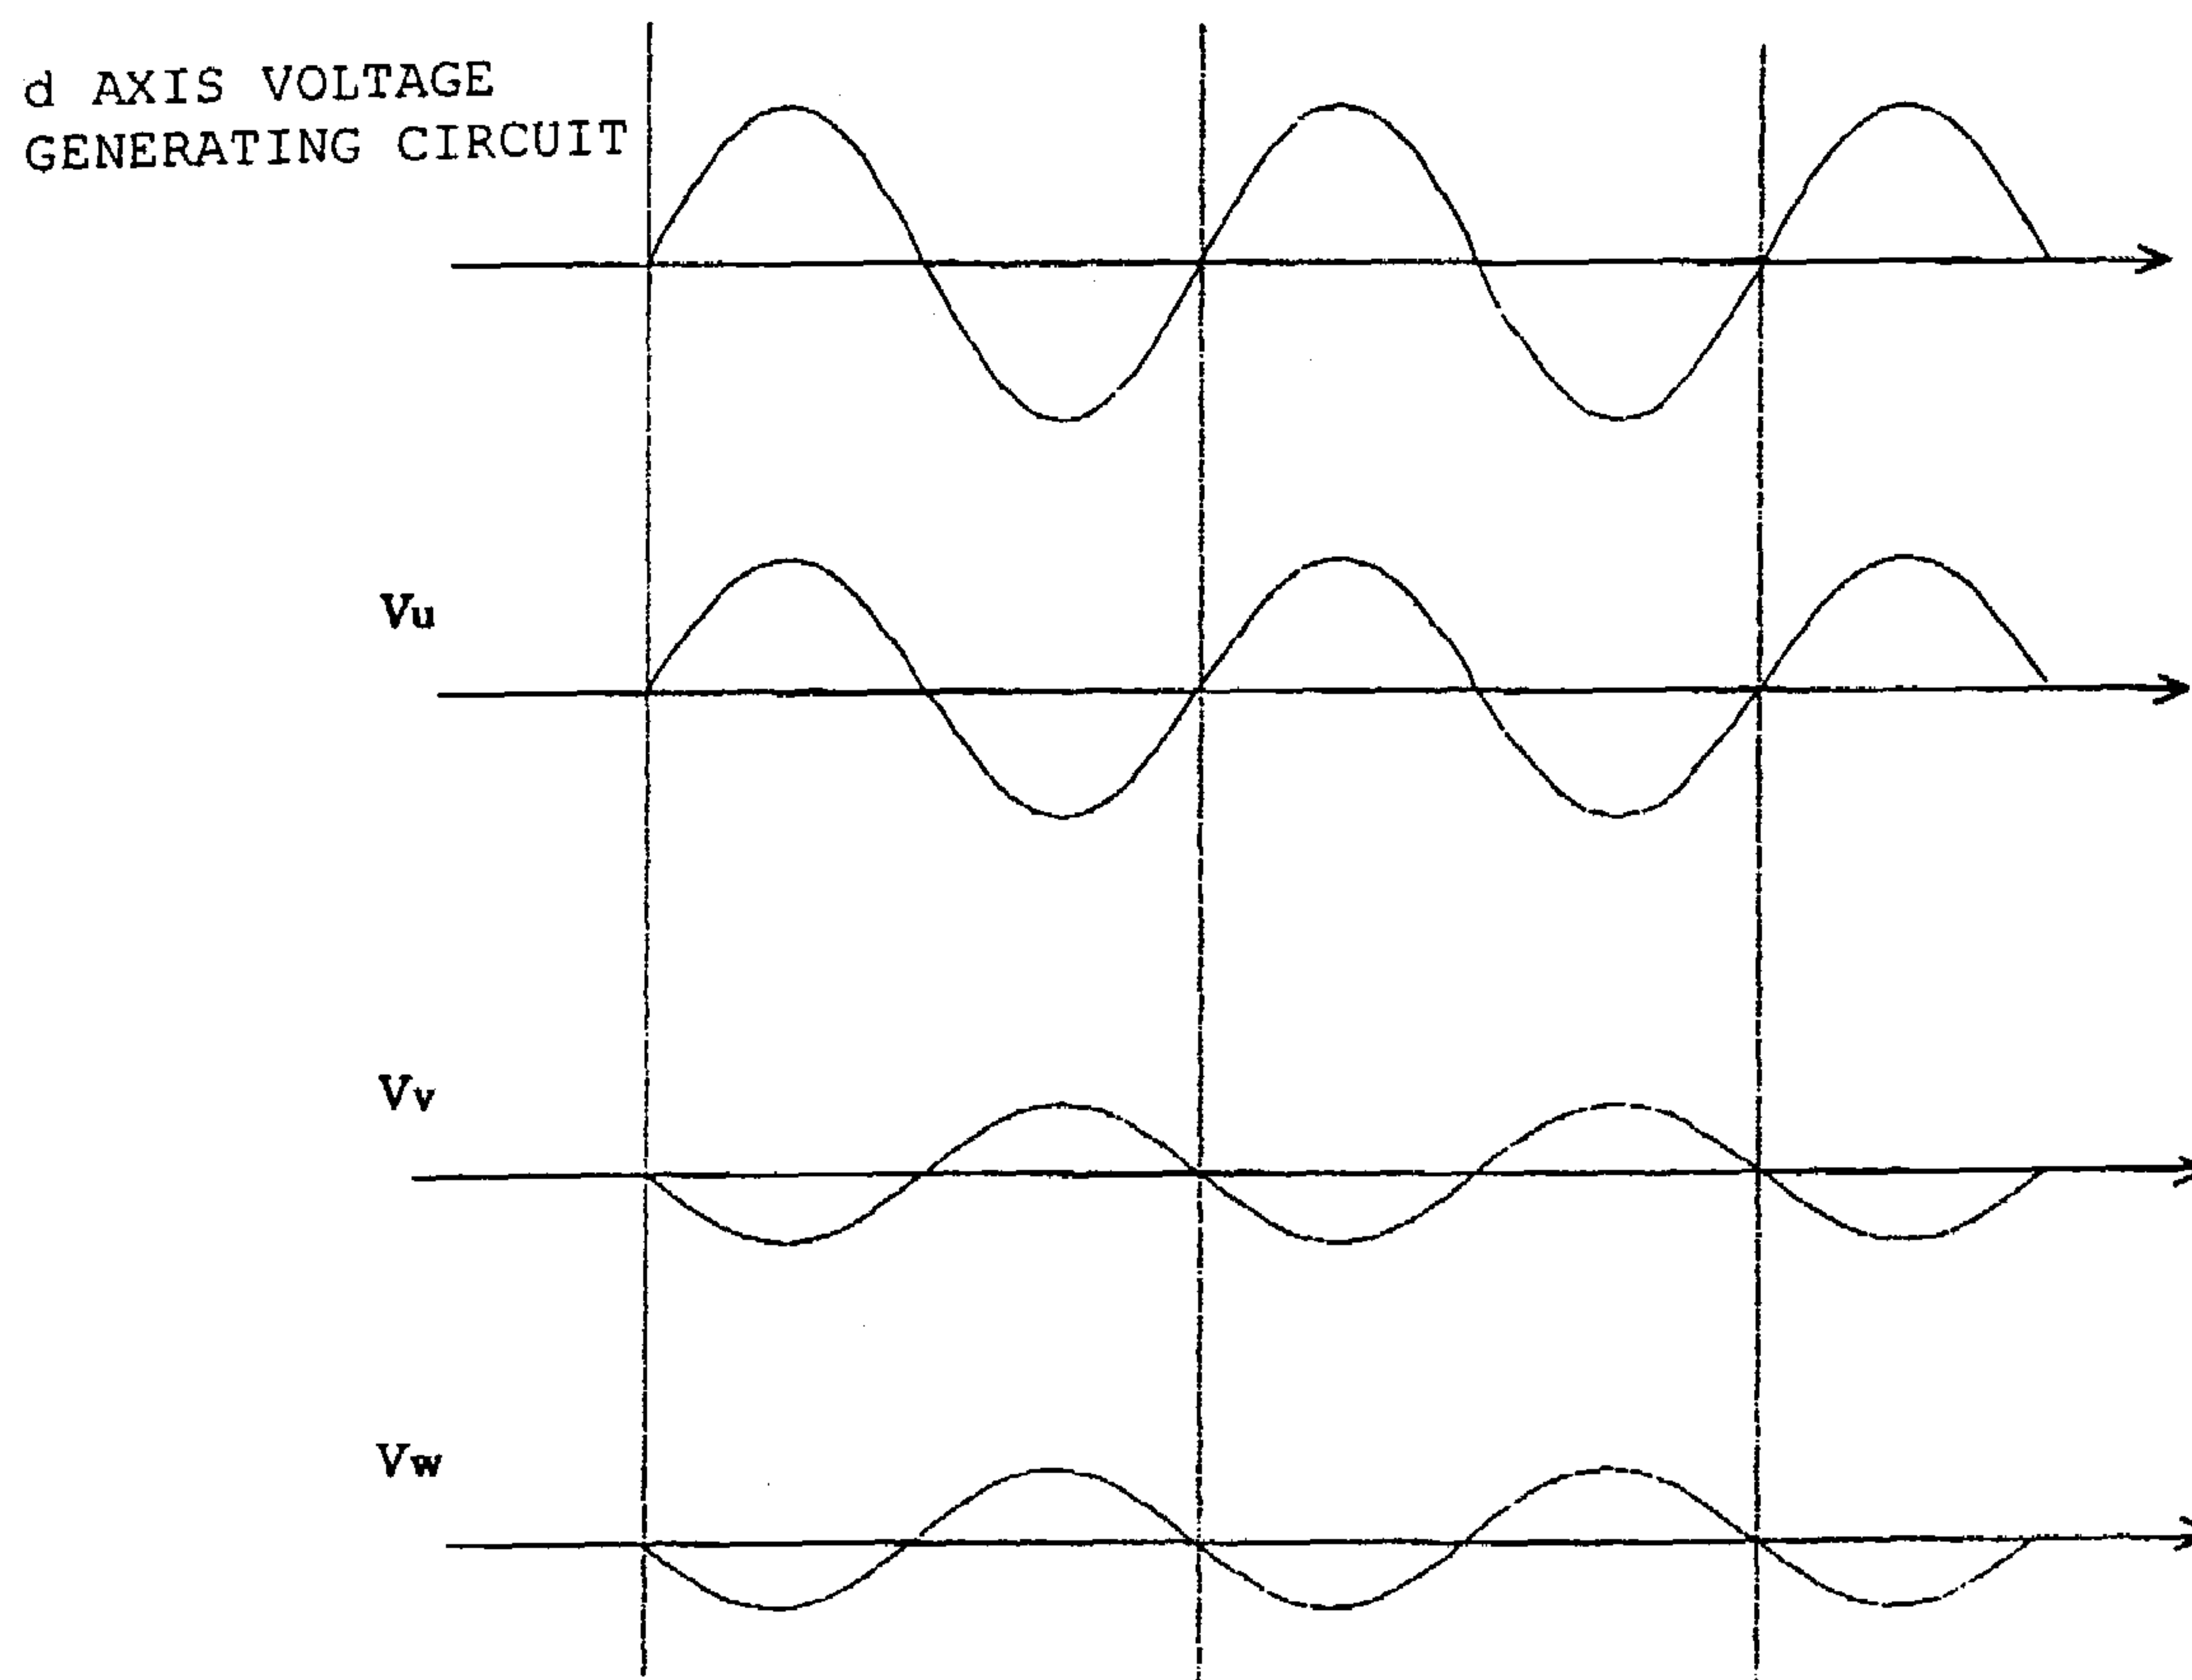 d AXIS VOLTAGE
GENERATING CIRCUIT
Vu
Vv
Vw